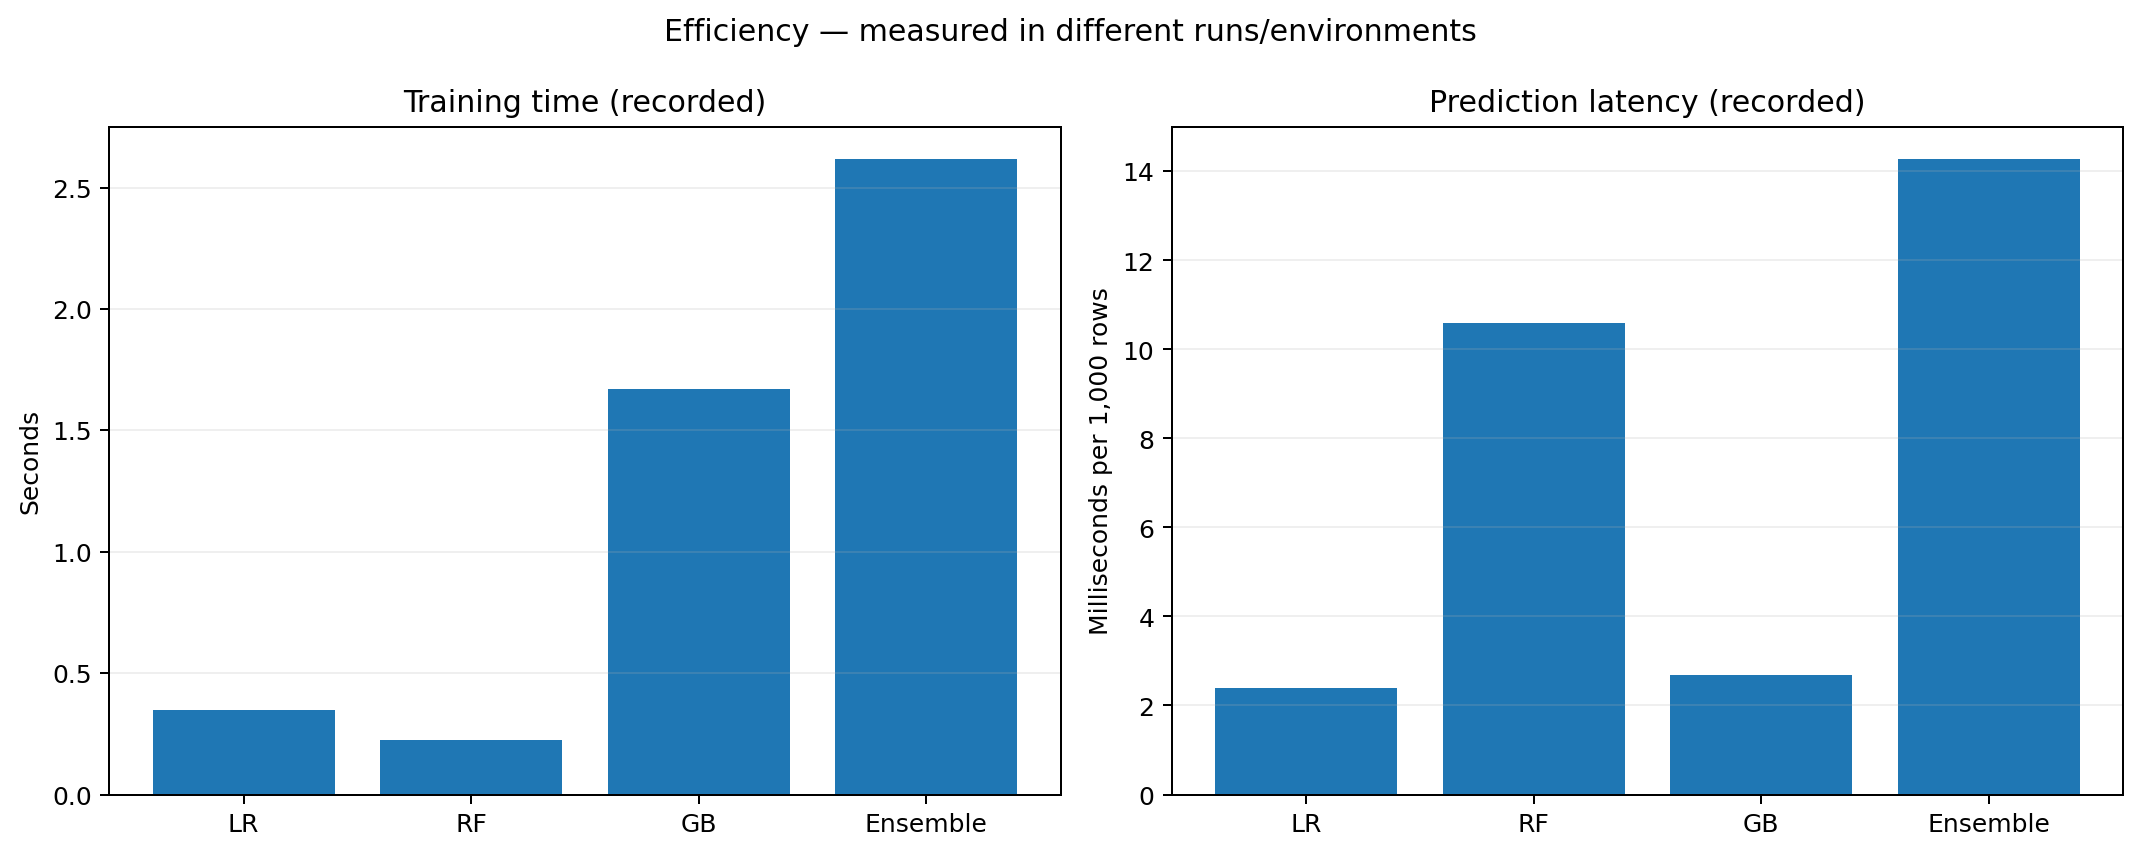 Efficiency — measured in different runs/environments
Training time (recorded)
Seconds
2.5
2.0
1.5
1.0
0.5
0.0
LR RF GB Ensemble
Prediction latency (recorded)
Milliseconds per 1,000 rows
14
12
10
8
6
4
2
0
LR RF GB Ensemble